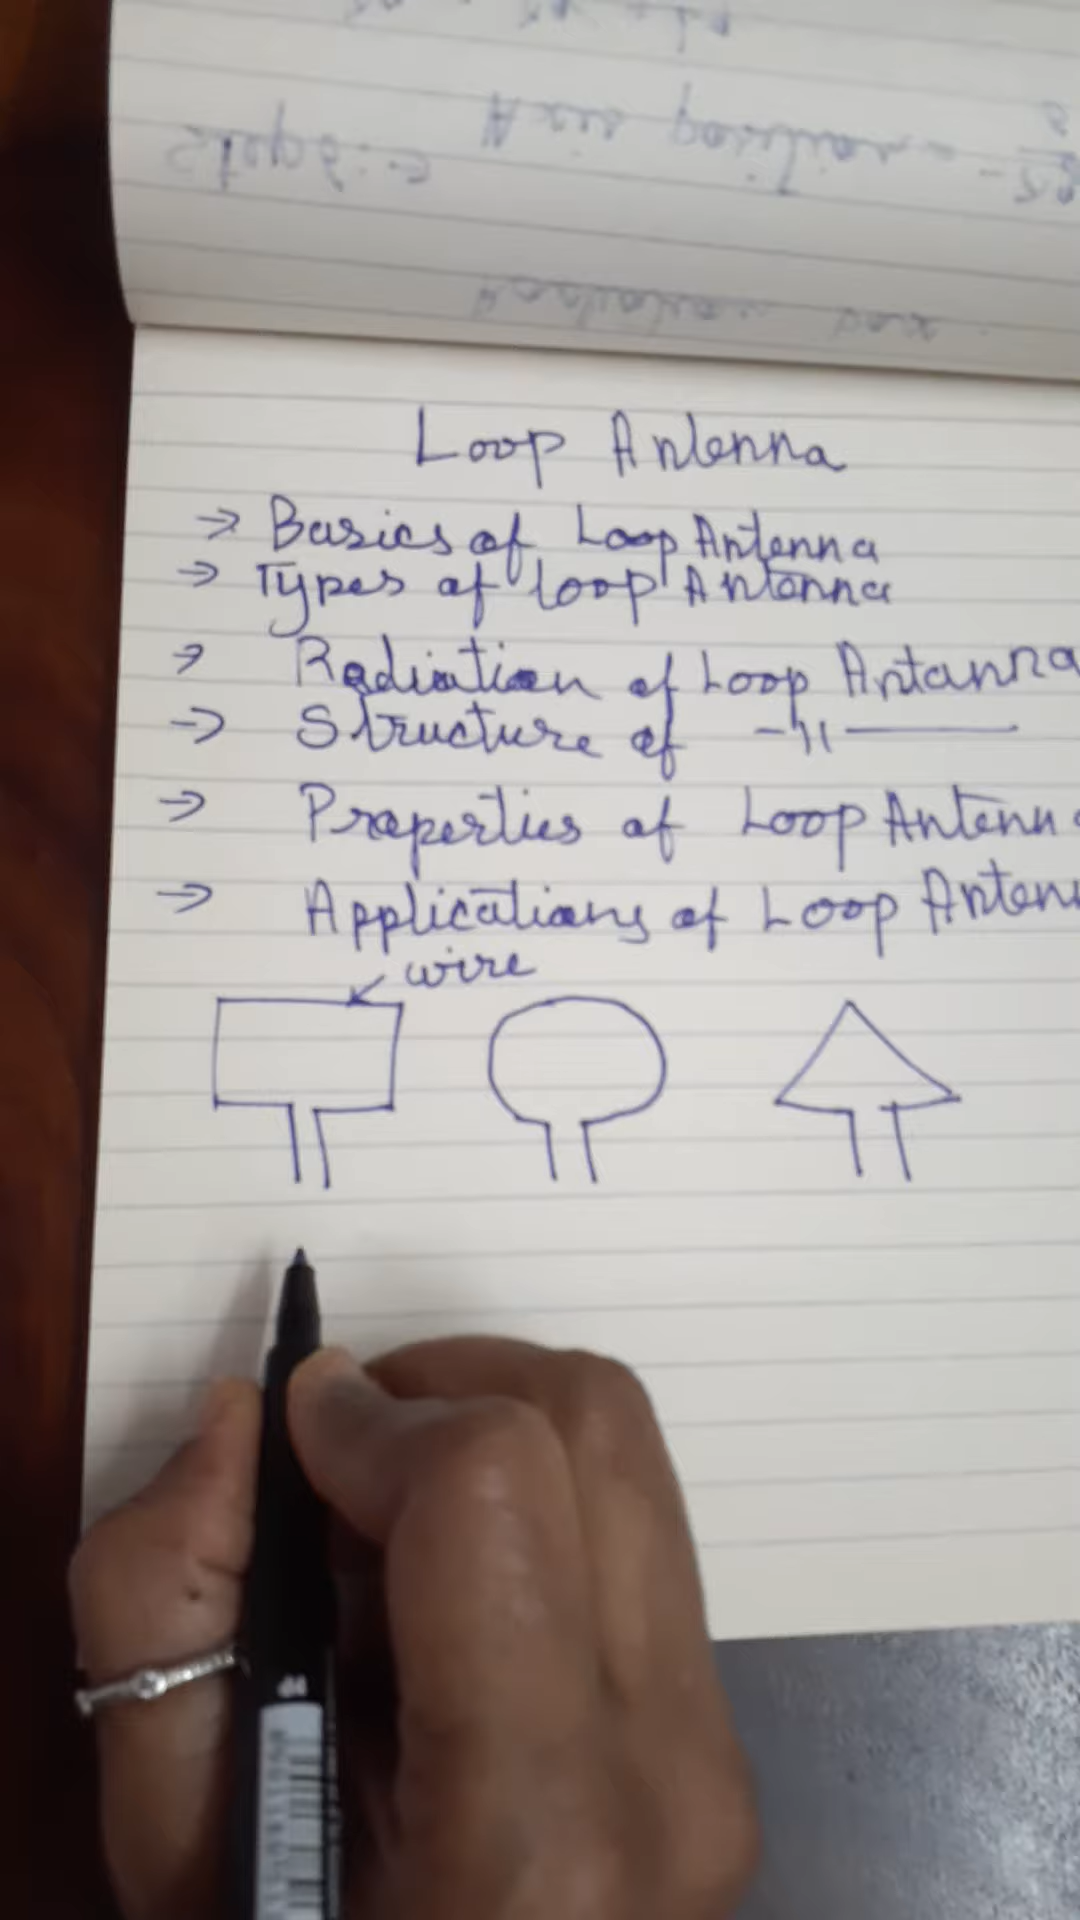 Loop Antenna
→ Basics of Loop Antenna
→ Types of loop Antenna
→ Radiation of Loop Antanna
→ Structure of -11-
→ Properties of Loop Antenna
→ Applications of Loop Anten
wire